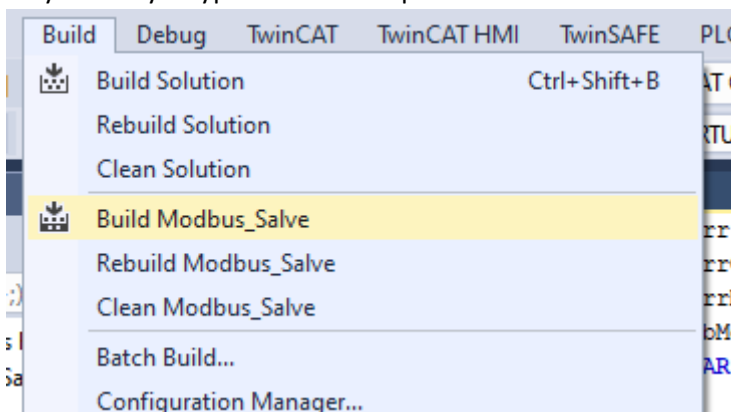 Build Debug TwinCAT TwinCAT HMI TwinSAFE
Build Solution Ctrl+Shift+B
Rebuild Solution
Clean Solution
Build Modbus_Salve
Rebuild Modbus_Salve
Clean Modbus_Salve
Batch Build...
Configuration Manager...